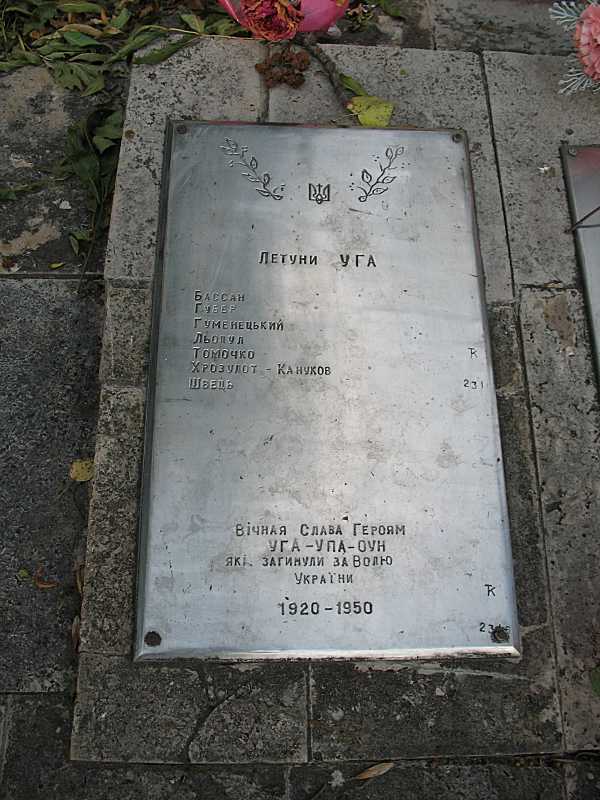 Летуни УГА
Бассан
Губер
Гуменецький
Льопул
Томочко
Хрозулот - Кануков
Швець 231
Вічная Слава Героям
УГА-УПА-ОУН
які загинули за Волю
України
1920-1950